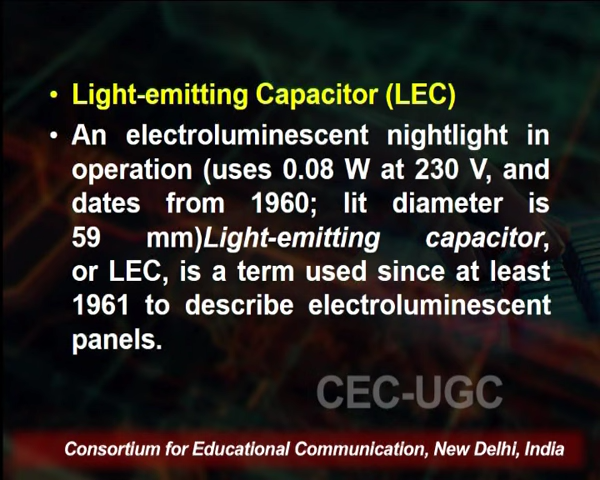 • Light-emitting Capacitor (LEC)
• An electroluminescent nightlight in
operation (uses 0.08 W at 230 V, and
dates from 1960; lit diameter is
59 mm)Light-emitting capacitor,
or LEC, is a term used since at least
1961 to describe electroluminescent
panels.
CEC-UGC
Consortium for Educational Communication, New Delhi, India